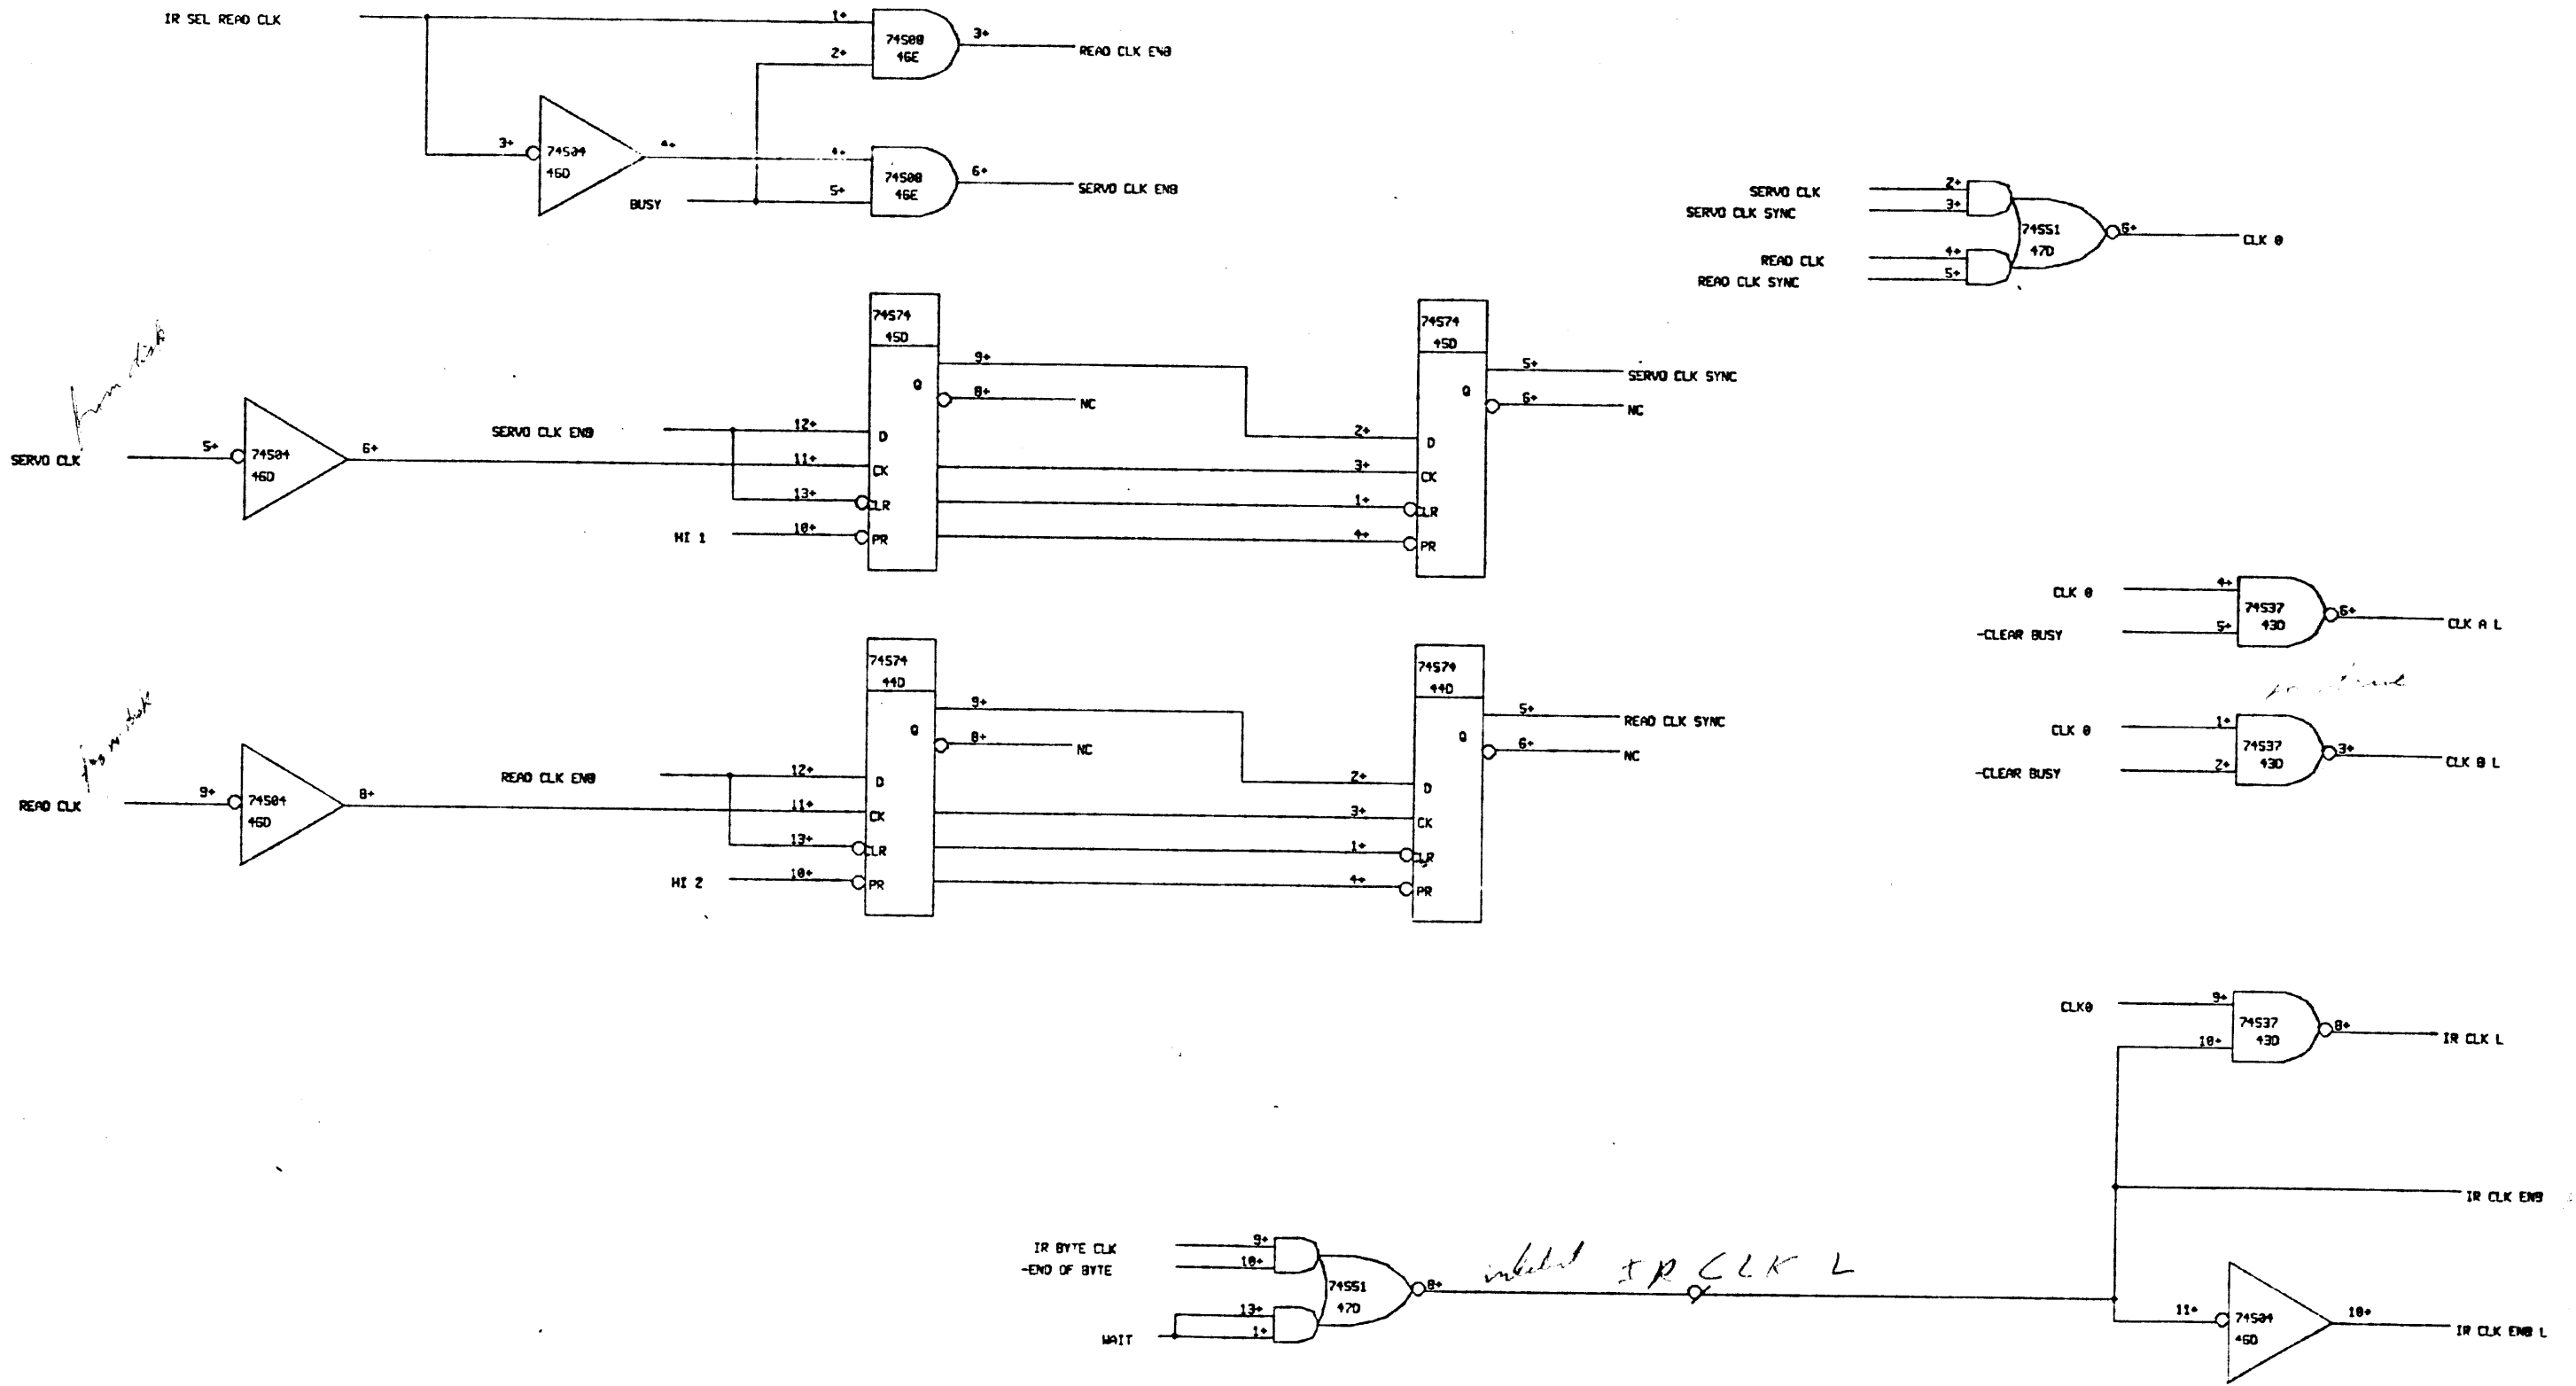 IR SEL READ CLK
1+
74S08
46E
2+
3+
READ CLK ENB
3+
74S04
46D
4+
4+
74S08
46E
5+
6+
SERVO CLK ENB
BUSY
SERVO CLK
2+
SERVO CLK SYNC
3+
74S51
47D
6+
CLK 0
READ CLK
4+
READ CLK SYNC
5+
from disk
SERVO CLK
5+
74S04
46D
6+
SERVO CLK ENB
12+
11+
13+
HI 1
10+
74S74
45D
Q
D
CK
CLR
PR
9+
8+
NC
2+
3+
1+
4+
74S74
45D
Q
D
CK
CLR
PR
5+
SERVO CLK SYNC
6+
NC
CLK 0
4+
-CLEAR BUSY
5+
74S37
43D
6+
CLK A L
from disk
READ CLK
9+
74S04
46D
8+
READ CLK ENB
12+
11+
13+
HI 2
10+
74S74
44D
Q
D
CK
CLR
PR
9+
8+
NC
2+
3+
1+
4+
74S74
44D
Q
D
CK
CLR
PR
5+
READ CLK SYNC
6+
NC
CLK 0
1+
-CLEAR BUSY
2+
74S37
43D
3+
CLK B L
CLK0
9+
10+
74S37
43D
8+
IR CLK L
IR CLK ENB
IR BYTE CLK
9+
-END OF BYTE
10+
74S51
47D
8+
WAIT
13+
1+
IR CLK L
11+
74S04
46D
10+
IR CLK ENB L